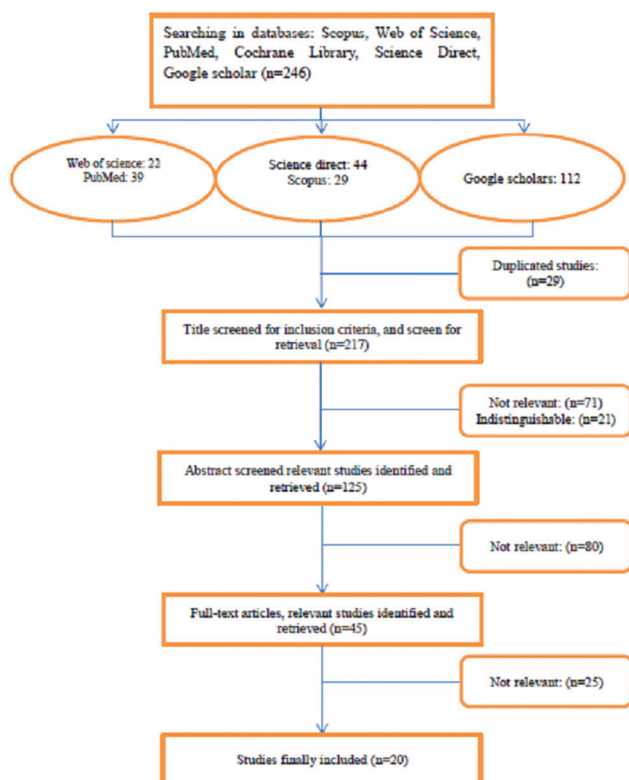 Searching in databases: Scopus, Web of Science,
PubMed, Cochrane Library, Science Direct,
Google scholar (n=246)
Web of science: 22
PubMed: 39
Science direct: 44
Scopus: 29
Google scholars: 112
Duplicated studies:
(n=29)
Title screened for inclusion criteria, and screen for
retrieval (n=217)
Not relevant: (n=71)
Indistinguishable: (n=21)
Abstract screened relevant studies identified and
retrieved (n=125)
Not relevant: (n=80)
Full-text articles, relevant studies identified and
retrieved (n=45)
Not relevant: (n=25)
Studies finally included (n=20)